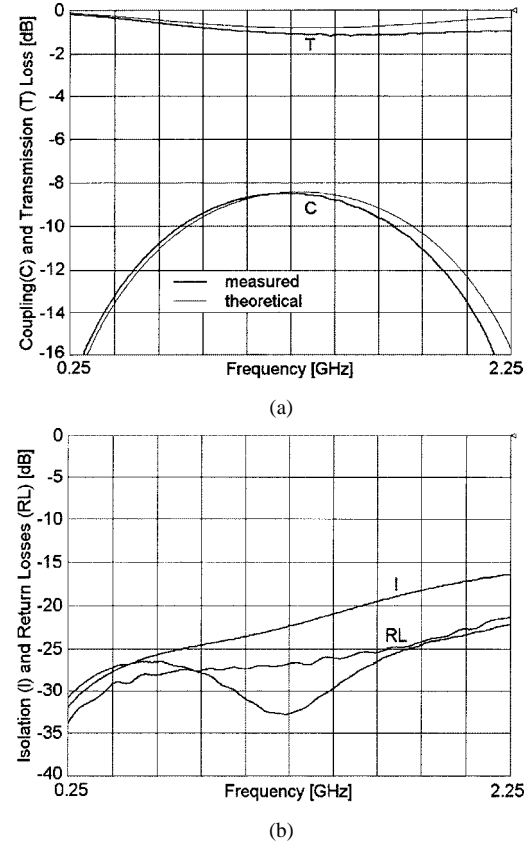 Coupling(C) and Transmission (T) Loss [dB]
0
-2
-4
-6
-8
-10
-12
-14
-16
T
C
measured
theoretical
0.25
Frequency [GHz]
2.25
(a)
Isolation (I) and Return Losses (RL) [dB]
0
-5
-10
-15
-20
-25
-30
-35
-40
I
RL
0.25
Frequency [GHz]
2.25
(b)